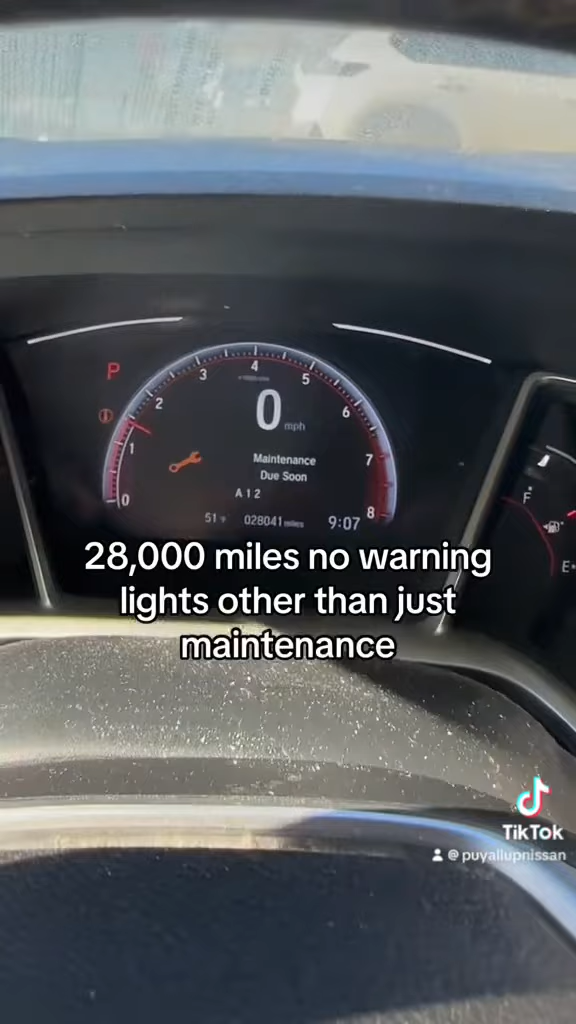 P
0
1
2
3
4
5
6
7
8
0 mph
Maintenance
Due Soon
A 1 2
51°F 028041 miles 9:07
F
E
28,000 miles no warning
lights other than just
maintenance
TikTok
@puyallupnissan